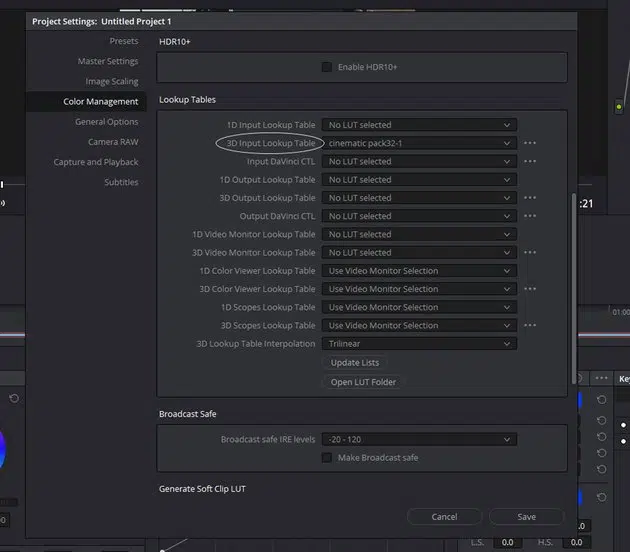 Project Settings: Untitled Project 1
Presets
Master Settings
Image Scaling
Color Management
General Options
Camera RAW
Capture and Playback
Subtitles
HDR10+
Enable HDR10+
Lookup Tables
1D Input Lookup Table No LUT selected
3D Input Lookup Table cinematic pack32-1
Input DaVinci CTL No LUT selected
1D Output Lookup Table No LUT selected
3D Output Lookup Table No LUT selected
Output DaVinci CTL No LUT selected
1D Video Monitor Lookup Table No LUT selected
3D Video Monitor Lookup Table No LUT selected
1D Color Viewer Lookup Table Use Video Monitor Selection
3D Color Viewer Lookup Table Use Video Monitor Selection
1D Scopes Lookup Table Use Video Monitor Selection
3D Scopes Lookup Table Use Video Monitor Selection
3D Lookup Table Interpolation Trilinear
Update Lists
Open LUT Folder
Broadcast Safe
Broadcast safe IRE levels -20 - 120
Make Broadcast safe
Generate Soft Clip LUT
Cancel Save
:21
01:00
Ke
L.S. 0.0 H.S. 0.0